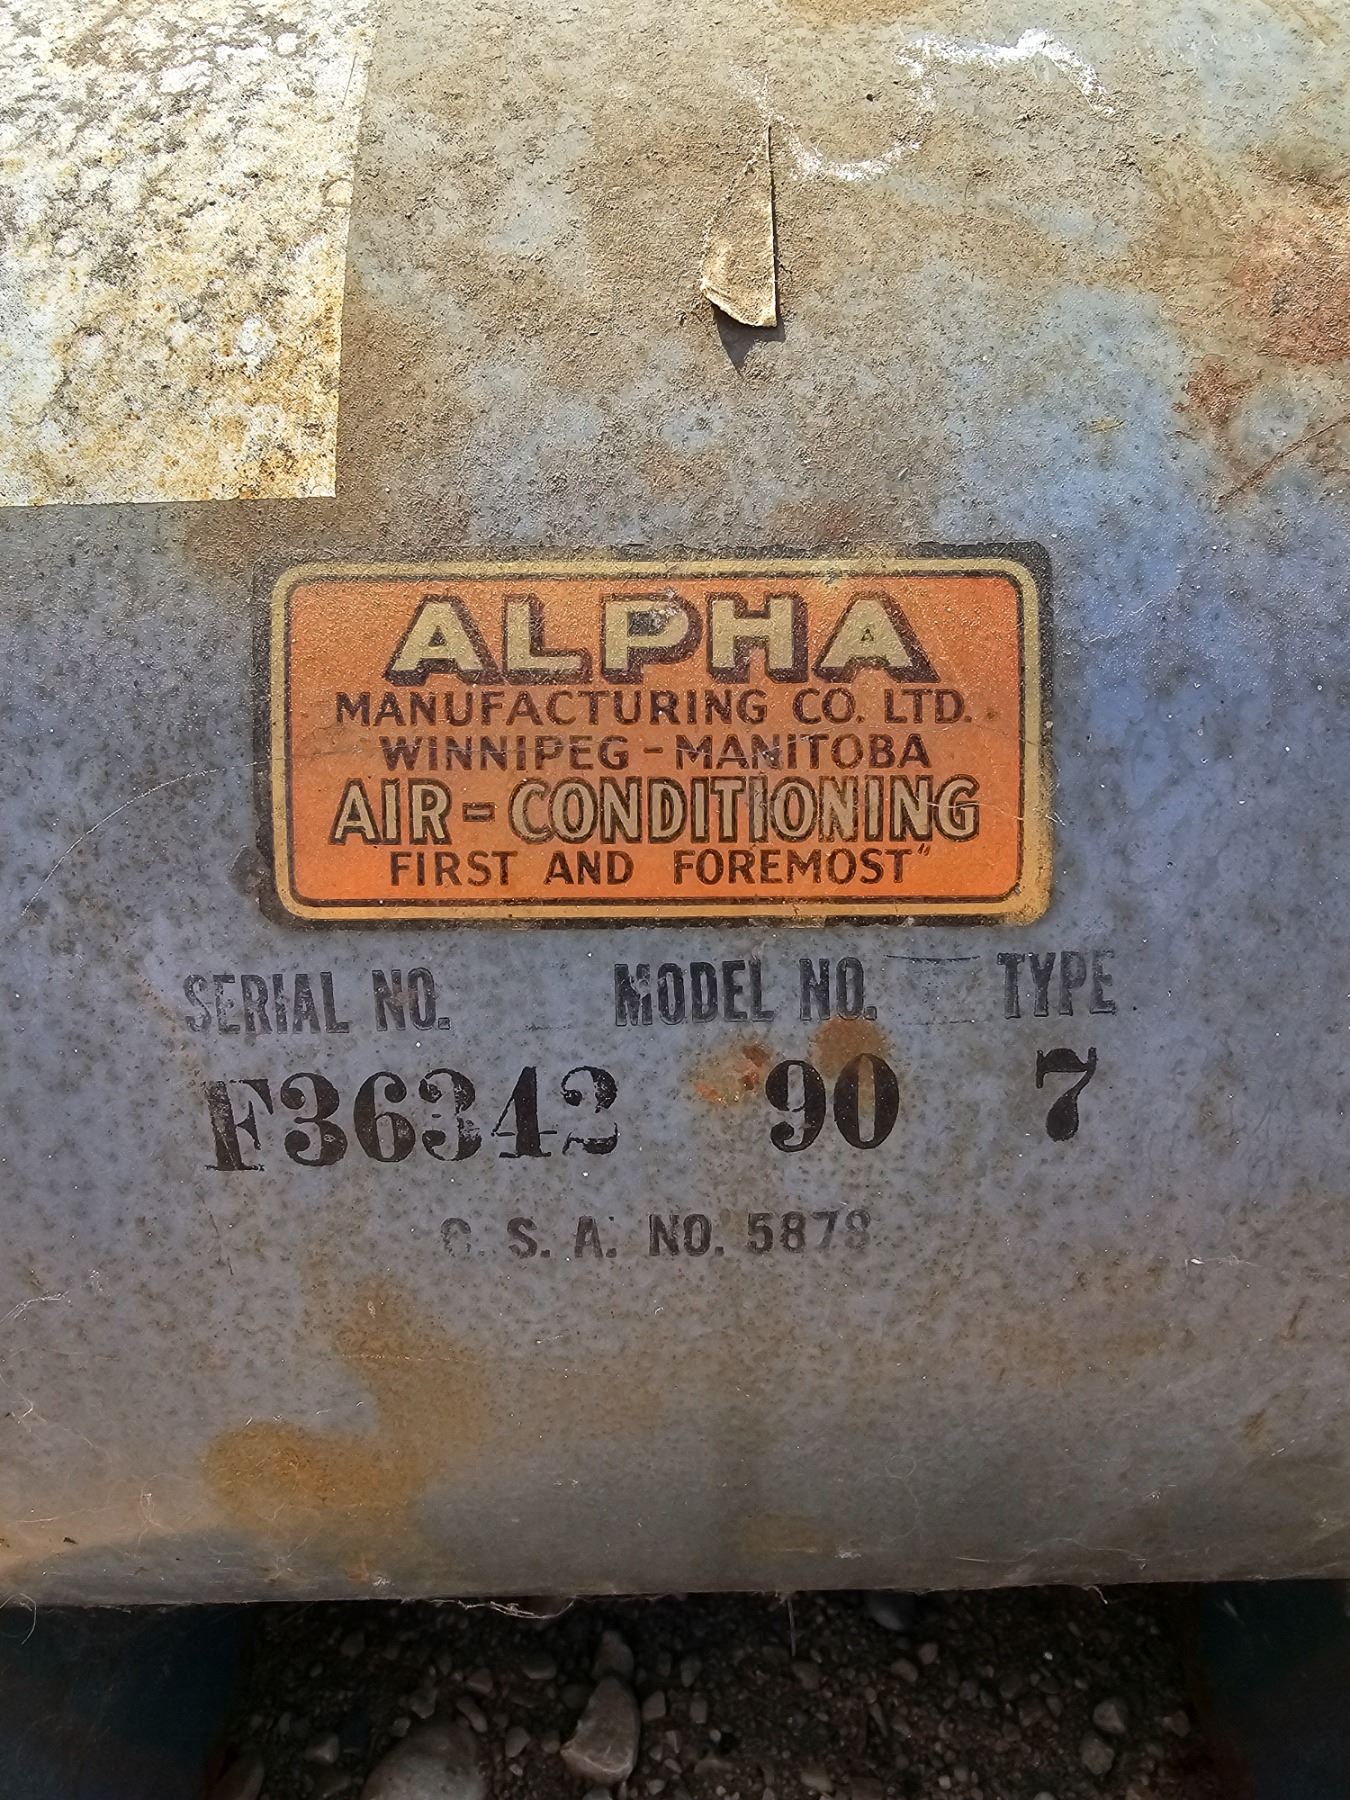 ALPHA
MANUFACTURING CO. LTD.
WINNIPEG - MANITOBA
AIR-CONDITIONING
FIRST AND FOREMOST"
SERIAL NO. MODEL NO. TYPE
F36342 90 7
C. S. A. NO. 5878